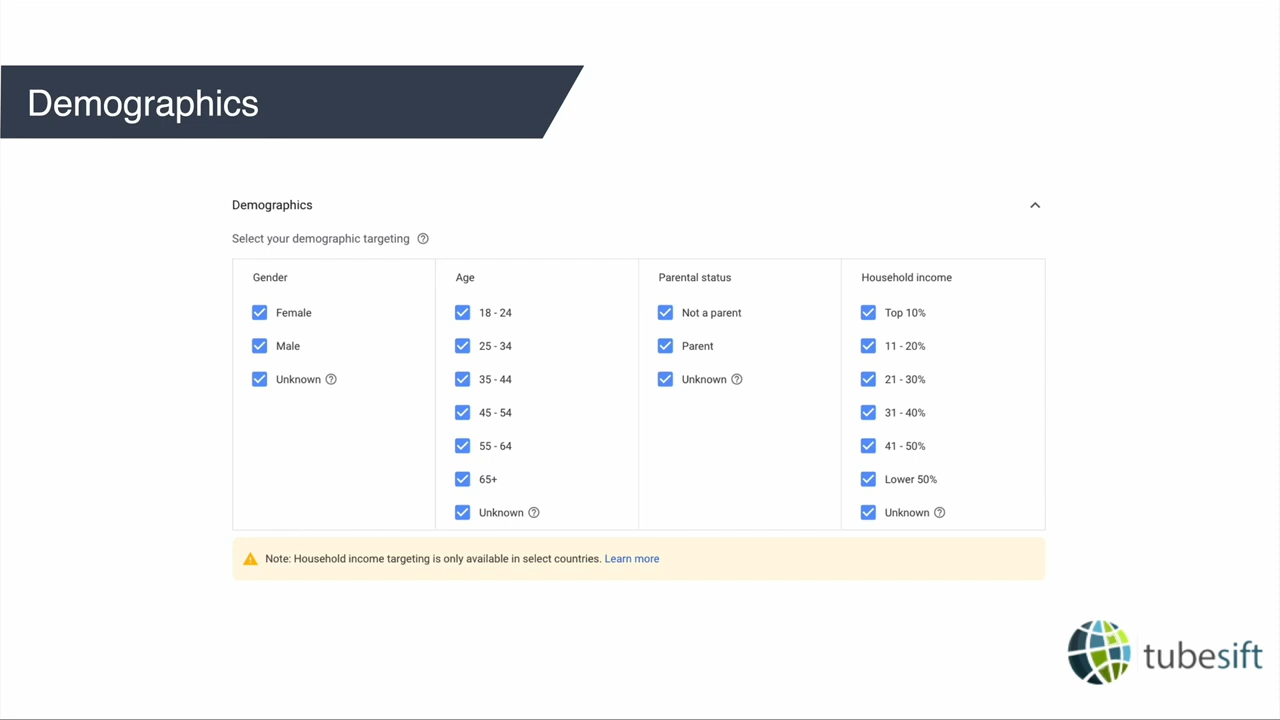 Demographics
Demographics
Select your demographic targeting
Gender
Female
Male
Unknown
Age
18 - 24
25 - 34
35 - 44
45 - 54
55 - 64
65+
Unknown
Parental status
Not a parent
Parent
Unknown
Household income
Top 10%
11 - 20%
21 - 30%
31 - 40%
41 - 50%
Lower 50%
Unknown
Note: Household income targeting is only available in select countries. Learn more
tubesift